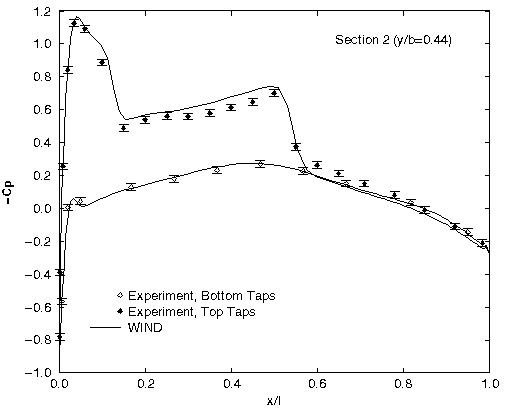 1.2
1.0
0.8
0.6
0.4
0.2
0.0
−0.2
−0.4
−0.6
−0.8
−1.0
−Cp
Section 2 (y/b=0.44)
Experiment, Bottom Taps
Experiment, Top Taps
WIND
0.0 0.2 0.4 0.6 0.8 1.0
x/l